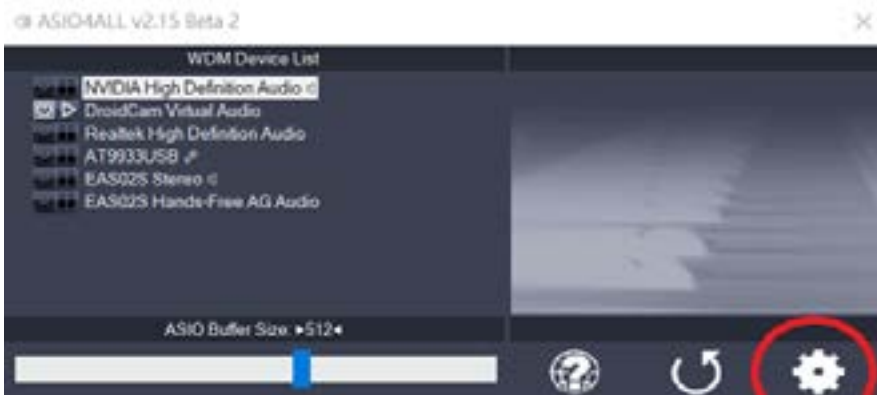 ASIO4ALL v2.15 Beta 2
WDM Device List
NVIDIA High Definition Audio
DroidCam Virtual Audio
Realtek High Definition Audio
AT9933USB
EAS02S Stereo
EAS02S Hands-Free AG Audio
ASIO Buffer Size: ►512◄